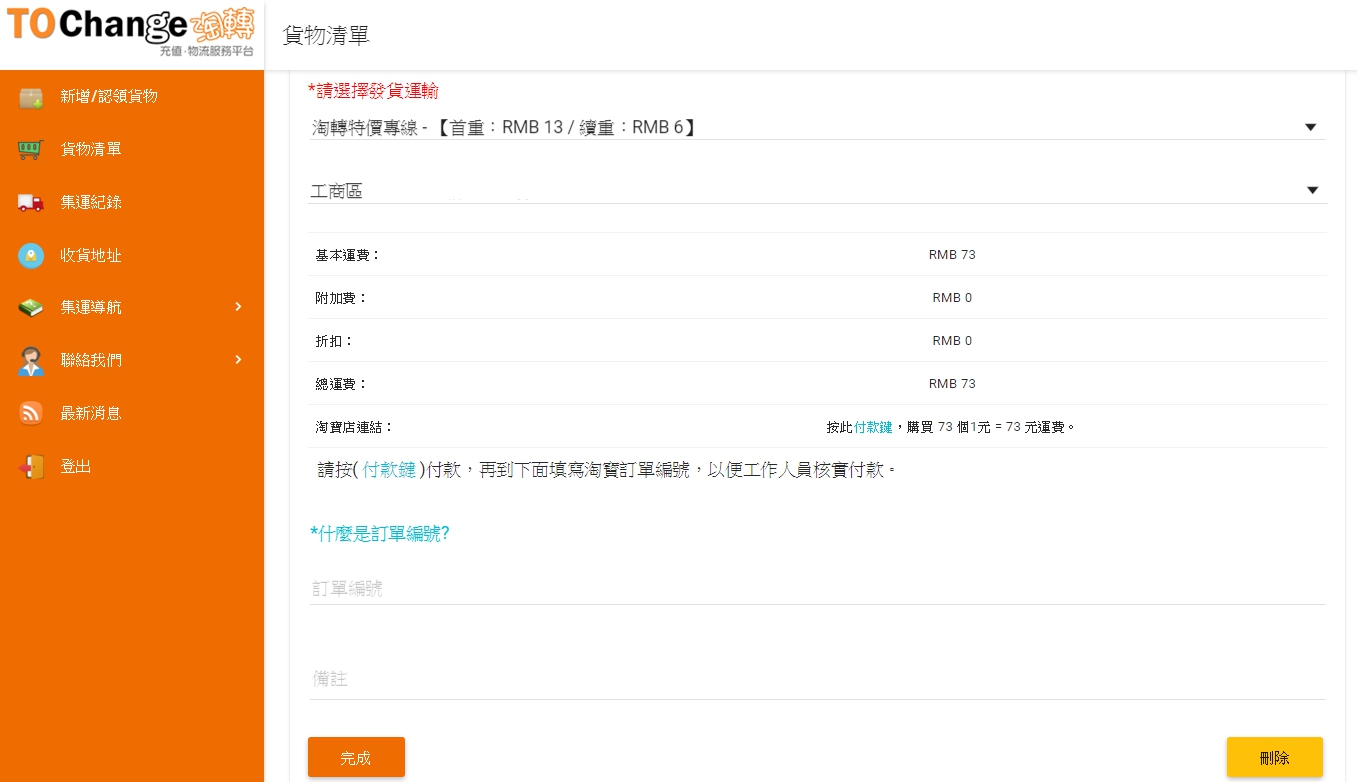 TO Change 淘轉
充值·物流服務平台
貨物清單
新增/認領貨物
貨物清單
集運紀錄
收貨地址
集運導航
聯絡我們
最新消息
登出
*請選擇發貨運輸
淘轉特價專線 - 【首重：RMB 13 / 續重：RMB 6】
工商區
基本運費： RMB 73
附加費： RMB 0
折扣： RMB 0
總運費： RMB 73
淘寶店連結： 按此付款鍵，購買 73 個1元 = 73 元運費。
請按( 付款鍵 )付款，再到下面填寫淘寶訂單編號，以便工作人員核實付款。
*什麼是訂單編號?
訂單編號
備註
完成 刪除